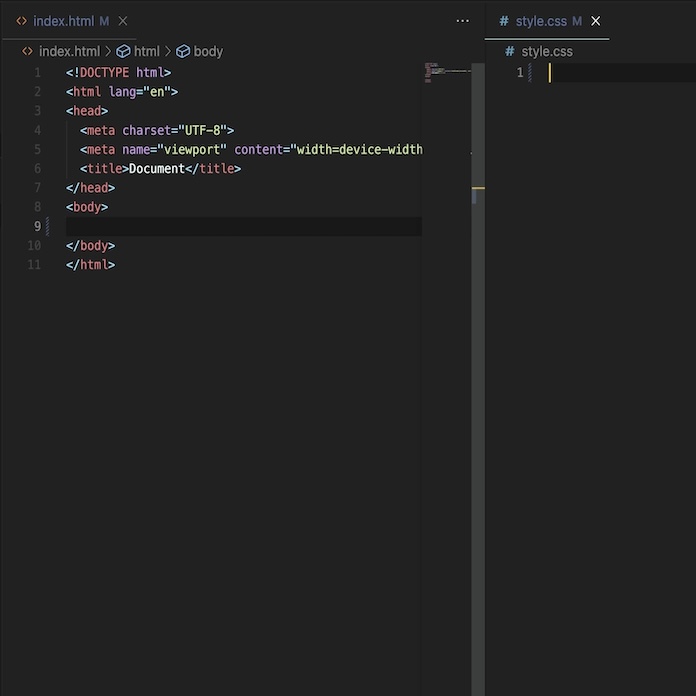 index.html M
index.html > html > body
1 <!DOCTYPE html>
2 <html lang="en">
3 <head>
4 <meta charset="UTF-8">
5 <meta name="viewport" content="width=device-width
6 <title>Document</title>
7 </head>
8 <body>
9
10 </body>
11 </html>
# style.css M
# style.css
1